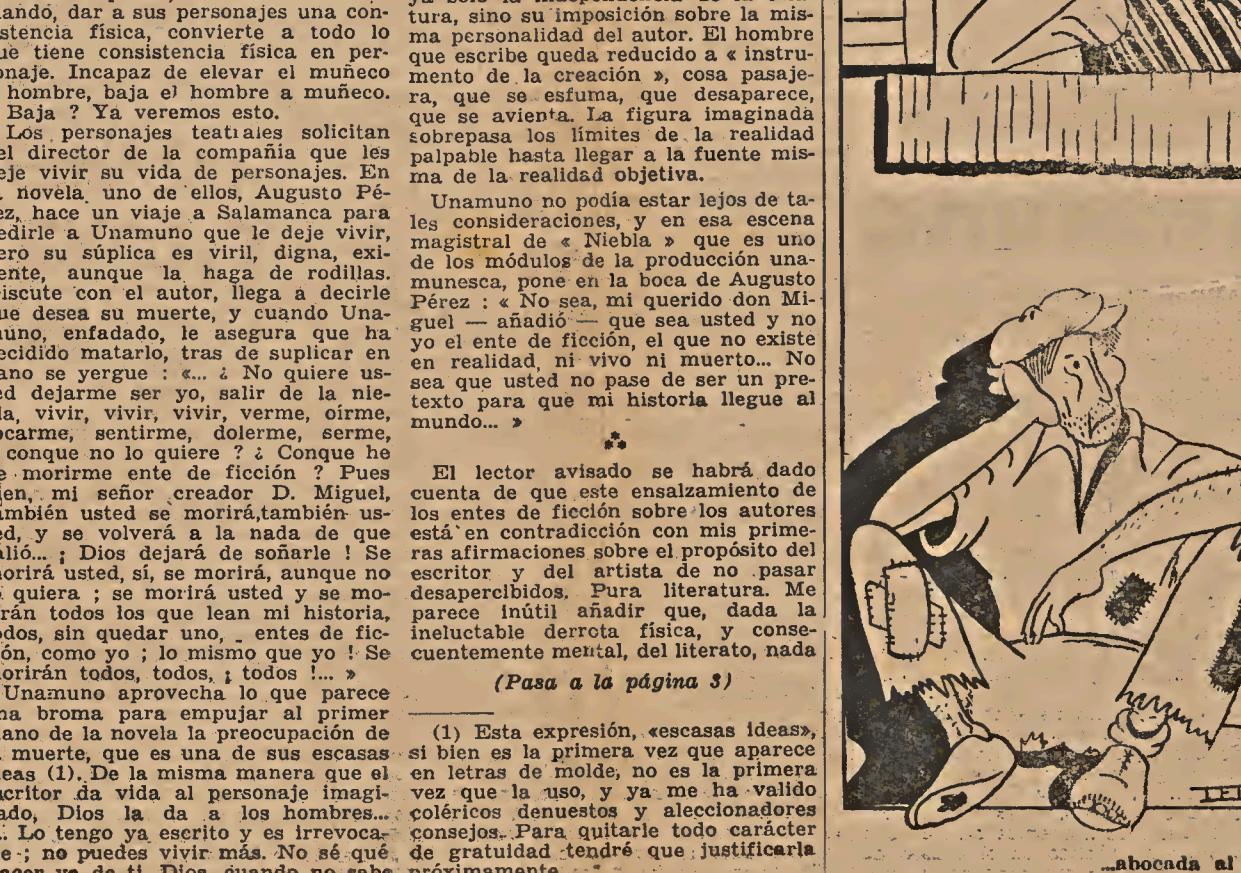 ando, dar a sus personajes una con-
stencia física, convierte a todo lo
ue tiene consistencia física en per-
onaje. Incapaz de elevar el muñeco
hombre, baja el hombre a muñeco.
Baja ? Ya veremos esto.
Los personajes teatrales solicitan
el director de la compañia que les
eje vivir su vida de personajes. En
novela uno de ellos, Augusto Pé-
ez, hace un viaje a Salamanca para
edirle a Unamuno que le deje vivir,
ero su súplica es viril, digna, exi-
ente, aunque la haga de rodillas.
iscute con el autor, llega a decirle
ue desea su muerte, y cuando Una-
uno, enfadado, le asegura que ha
ecidido matarlo, tras de suplicar en
ano se yergue : «... ¿ No quiere us-
ed dejarme ser yo, salir de la nie-
la, vivir, vivir, vivir, verme, oirme,
ocarme, sentirme, dolerme, serme,
conque no lo quiere ? ¿ Conque he
e morirme ente de ficción ? Pues
ien, mi señor creador D. Miguel,
ambién usted se morirá,también us-
ed, y se volverá a la nada de que
alió... ¡ Dios dejará de soñarle ! Se
orirá usted, sí, se morirá, aunque no
quiera ; se morirá usted y se mo-
rán todos los que lean mi historia,
odos, sin quedar uno, entes de fic-
ón, como yo ; lo mismo que yo ! Se
orirán todos, todos, ¡ todos !... »
Unamuno aprovecha lo que parece
na broma para empujar al primer
lano de la novela la preocupación de
muerte, que es una de sus escasas
eas (1). De la misma manera que el
scritor da vida al personaje imagi-
ado, Dios la da a los hombres...
. Lo tengo ya escrito y es irrevoca-
e ; no puedes vivir más. No sé qué
acer ya de ti. Dios, cuando no sabe
ya sólo la independencia de la
tura, sino su imposición sobre la mis-
ma personalidad del autor. El hombre
que escribe queda reducido a « instru-
mento de la creación », cosa pasaje-
ra, que se esfuma, que desaparece,
que se avienta. La figura imaginada
sobrepasa los límites de la realidad
palpable hasta llegar a la fuente mis-
ma de la realidad objetiva.
Unamuno no podía estar lejos de ta-
les consideraciones, y en esa escena
magistral de « Niebla » que es uno
de los módulos de la producción una-
munesca, pone en la boca de Augusto
Pérez : « No sea, mi querido don Mi-
guel — añadió — que sea usted y no
yo el ente de ficción, el que no existe
en realidad, ni vivo ni muerto... No
sea que usted no pase de ser un pre-
texto para que mi historia llegue al
mundo... »
***
El lector avisado se habrá dado
cuenta de que este ensalzamiento de
los entes de ficción sobre los autores
está en contradicción con mis prime-
ras afirmaciones sobre el propósito del
escritor y del artista de no pasar
desapercibidos. Pura literatura. Me
parece inútil añadir que, dada la
ineluctable derrota física, y conse-
cuentemente mental, del literato, nada
(Pasa a la página 3)
(1) Esta expresión, «escasas ideas»,
si bien es la primera vez que aparece
en letras de molde, no es la primera
vez que la uso, y ya me ha valido
coléricos denuestos y aleccionadores
consejos. Para quitarle todo carácter
de gratuidad tendré que justificarla
próximamente.
...abocada al